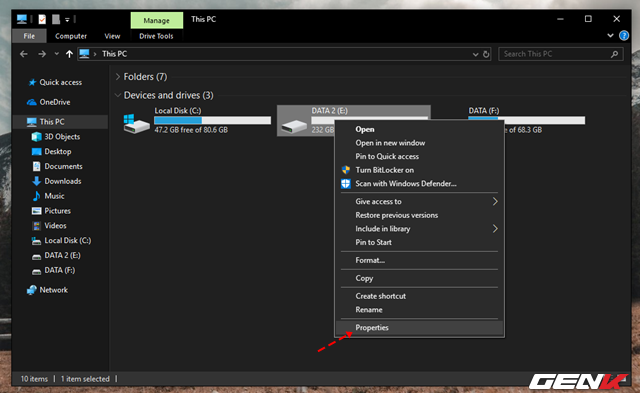 Manage
This PC
File
Computer
View
Drive Tools
This PC
Search This PC
Quick access
OneDrive
This PC
3D Objects
Desktop
Documents
Downloads
Music
Pictures
Videos
Local Disk (C:)
DATA 2 (E:)
DATA (F:)
Network
Folders (7)
Devices and drives (3)
Local Disk (C:)
47.2 GB free of 80.6 GB
DATA 2 (E:)
232 GB
DATA (F:)
e of 68.3 GB
Open
Open in new window
Pin to Quick access
Turn BitLocker on
Scan with Windows Defender...
Give access to
Restore previous versions
Include in library
Pin to Start
Format...
Copy
Create shortcut
Rename
Properties
10 items
1 item selected
GENK